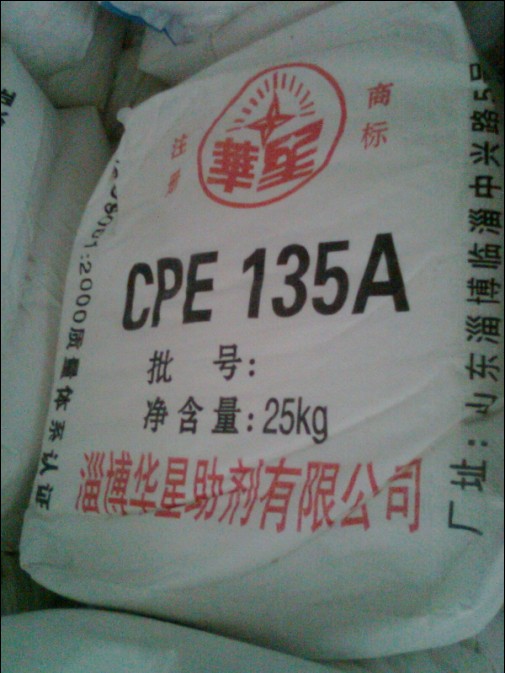 商标
注册
CPE 135A
批 号:
净含量:25kg
淄博华星助剂有限公司
9001:2000质量体系认证
厂址:山东淄博临淄中兴路5号